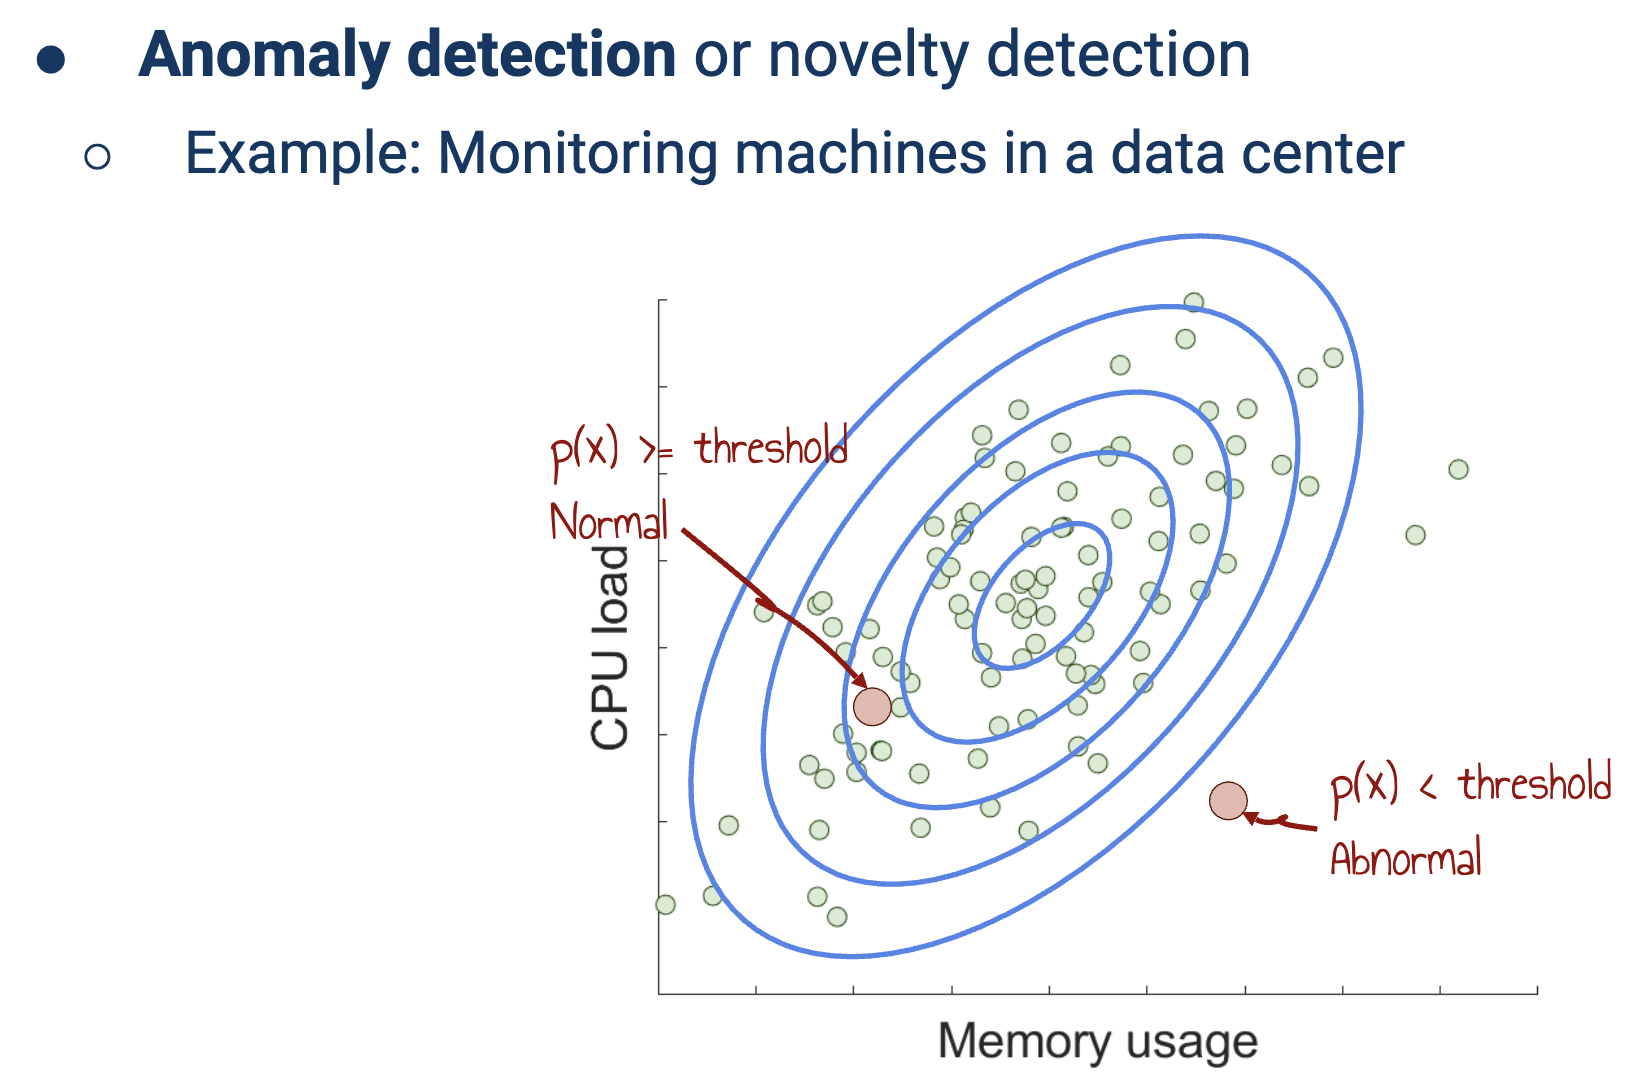 ● Anomaly detection or novelty detection
○ Example: Monitoring machines in a data center
p(x) >= threshold
Normal
CPU load
p(x) < threshold
Abnormal
Memory usage